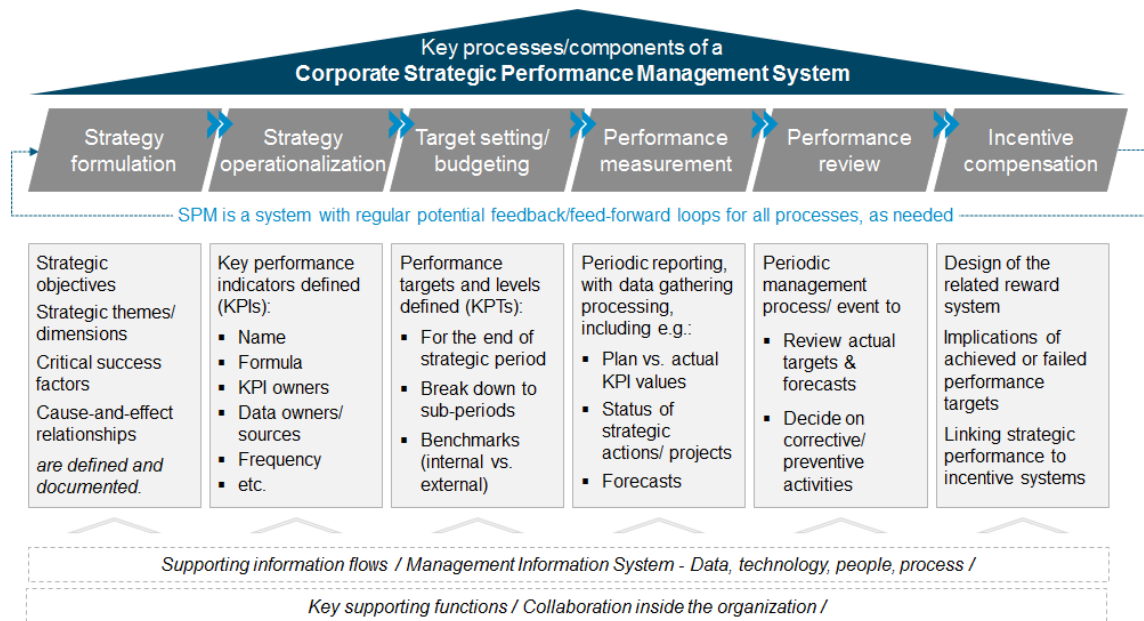 Key processes/components of a
Corporate Strategic Performance Management System
Strategy
formulation
Strategy
operationalization
Target setting/
budgeting
Performance
measurement
Performance
review
Incentive
compensation
SPM is a system with regular potential feedback/feed-forward loops for all processes, as needed
Strategic
objectives
Strategic themes/
dimensions
Critical success
factors
Cause-and-effect
relationships
are defined and
documented.
Key performance
indicators defined
(KPIs):
▪ Name
▪ Formula
▪ KPI owners
▪ Data owners/
sources
▪ Frequency
▪ etc.
Performance
targets and levels
defined (KPTs):
▪ For the end of
strategic period
▪ Break down to
sub-periods
▪ Benchmarks
(internal vs.
external)
Periodic reporting,
with data gathering
processing,
including e.g.:
▪ Plan vs. actual
KPI values
▪ Status of
strategic
actions/ projects
▪ Forecasts
Periodic
management
process/ event to
▪ Review actual
targets &
forecasts
▪ Decide on
corrective/
preventive
activities
Design of the
related reward
system
Implications of
achieved or failed
performance
targets
Linking strategic
performance to
incentive systems
Supporting information flows / Management Information System - Data, technology, people, process /
Key supporting functions / Collaboration inside the organization /